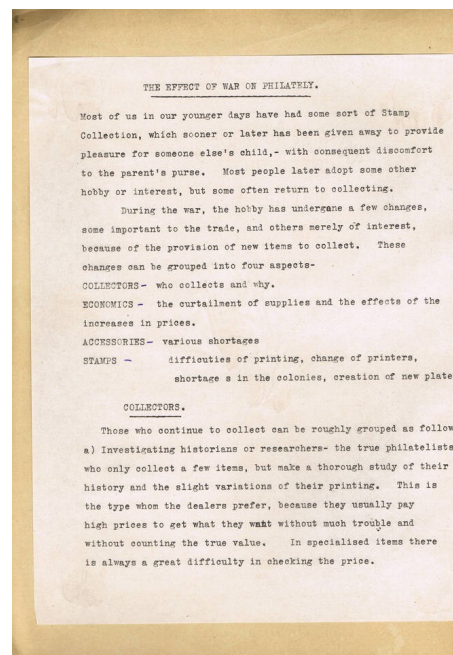 THE EFFECT OF WAR ON PHILATELY.
Most of us in our younger days have had some sort of Stamp
Collection, which sooner or later has been given away to provide
pleasure for someone else's child,- with consequent discomfort
to the parent's purse. Most people later adopt some other
hobby or interest, but some often return to collecting.
During the war, the hobby has undergane a few changes,
some important to the trade, and others merely of interest,
because of the provision of new items to collect. These
changes can be grouped into four aspects-
COLLECTORS- who collects and why.
ECONOMICS - the curtailment of supplies and the effects of the
increases in prices.
ACCESSORIES- various shortages
STAMPS - difficuties of printing, change of printers,
shortage s in the colonies, creation of new plate
COLLECTORS.
Those who continue to collect can be roughly grouped as follow
a) Investigating historians or researchers- the true philatelists
who only collect a few items, but make a thorough study of their
history and the slight variations of their printing. This is
the type whom the dealers prefer, because they usually pay
high prices to get what they want without much trouble and
without counting the true value. In specialised items there
is always a great difficulty in checking the price.